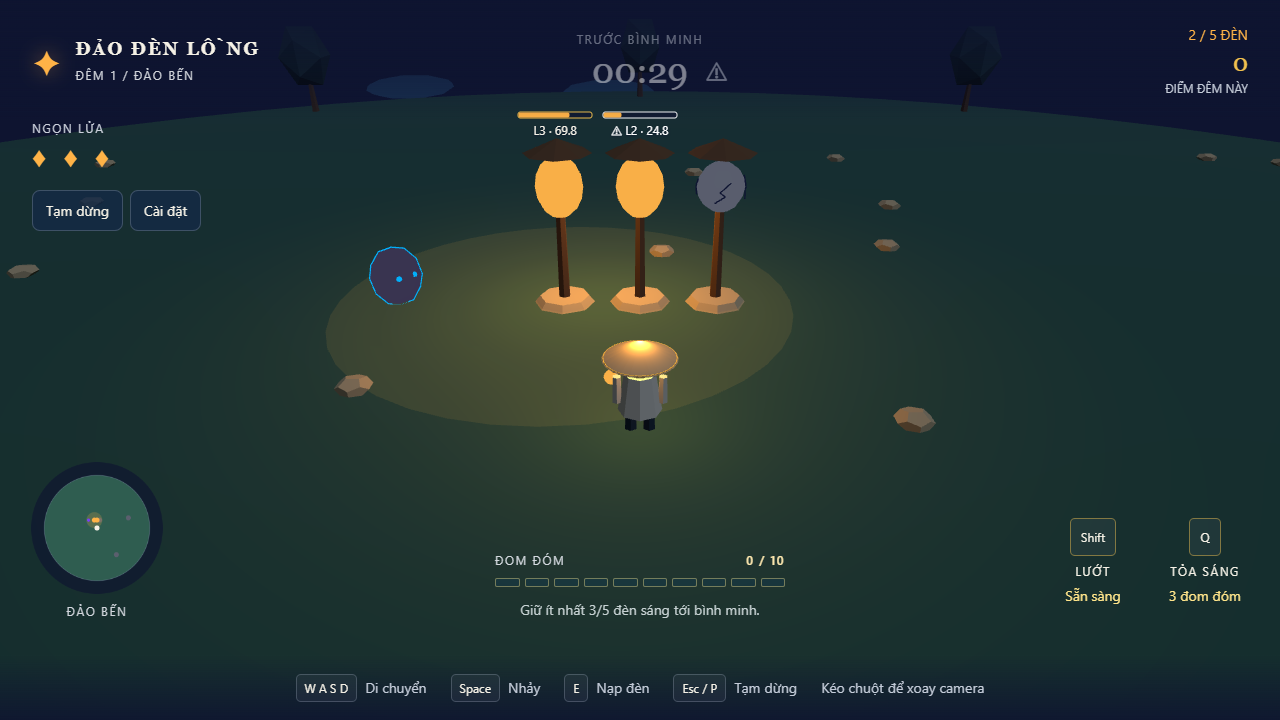 ĐẢO ĐÈN LỒNG
ĐÊM 1 / ĐẢO BẾN
NGỌN LỬA
Tạm dừng
Cài đặt
TRƯỚC BÌNH MINH
00:29 ⚠
L3 · 69.8
⚠ L2 · 24.8
2 / 5 ĐÈN
0
ĐIỂM ĐÊM NÀY
ĐẢO BẾN
ĐOM ĐÓM 0 / 10
Giữ ít nhất 3/5 đèn sáng tới bình minh.
Shift
LƯỚT
Sẵn sàng
Q
TỎA SÁNG
3 đom đóm
W A S D Di chuyển
Space Nhảy
E Nạp đèn
Esc / P Tạm dừng
Kéo chuột để xoay camera